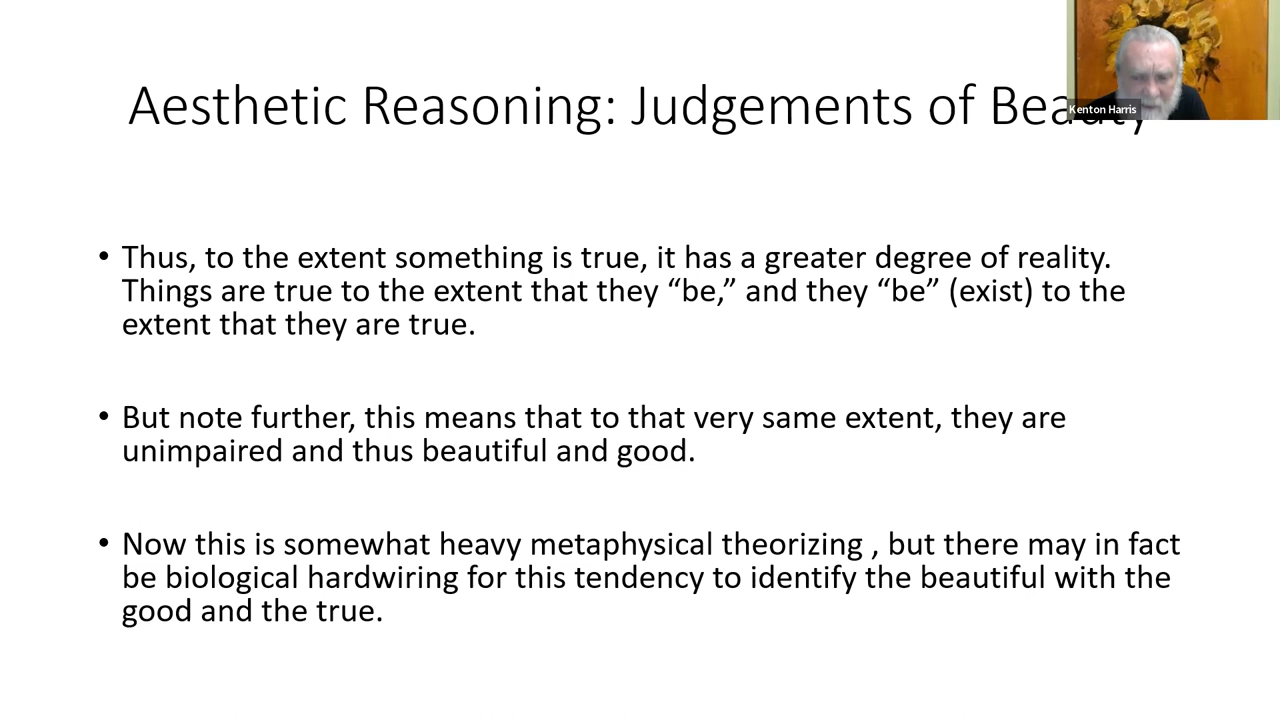 Aesthetic Reasoning: Judgements of Beauty
Kenton Harris
• Thus, to the extent something is true, it has a greater degree of reality.
Things are true to the extent that they “be,” and they “be” (exist) to the
extent that they are true.
• But note further, this means that to that very same extent, they are
unimpaired and thus beautiful and good.
• Now this is somewhat heavy metaphysical theorizing , but there may in fact
be biological hardwiring for this tendency to identify the beautiful with the
good and the true.